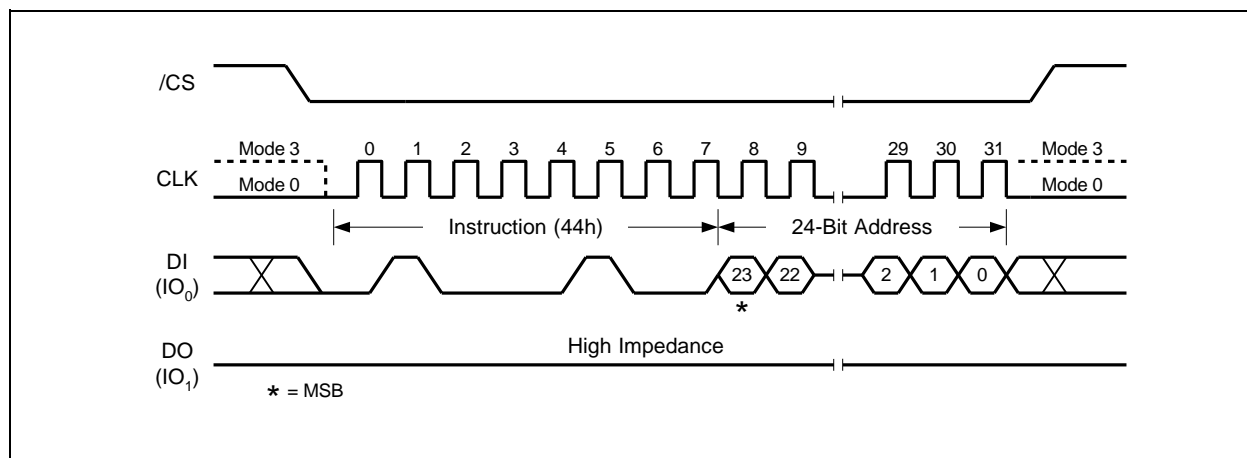 /CS
Mode 3
CLK
Mode 0
0 1 2 3 4 5 6 7 8 9 29 30 31
Mode 3
Mode 0
Instruction (44h)
24-Bit Address
DI
(IO0)
23 22 2 1 0
*
High Impedance
DO
(IO1)
* = MSB